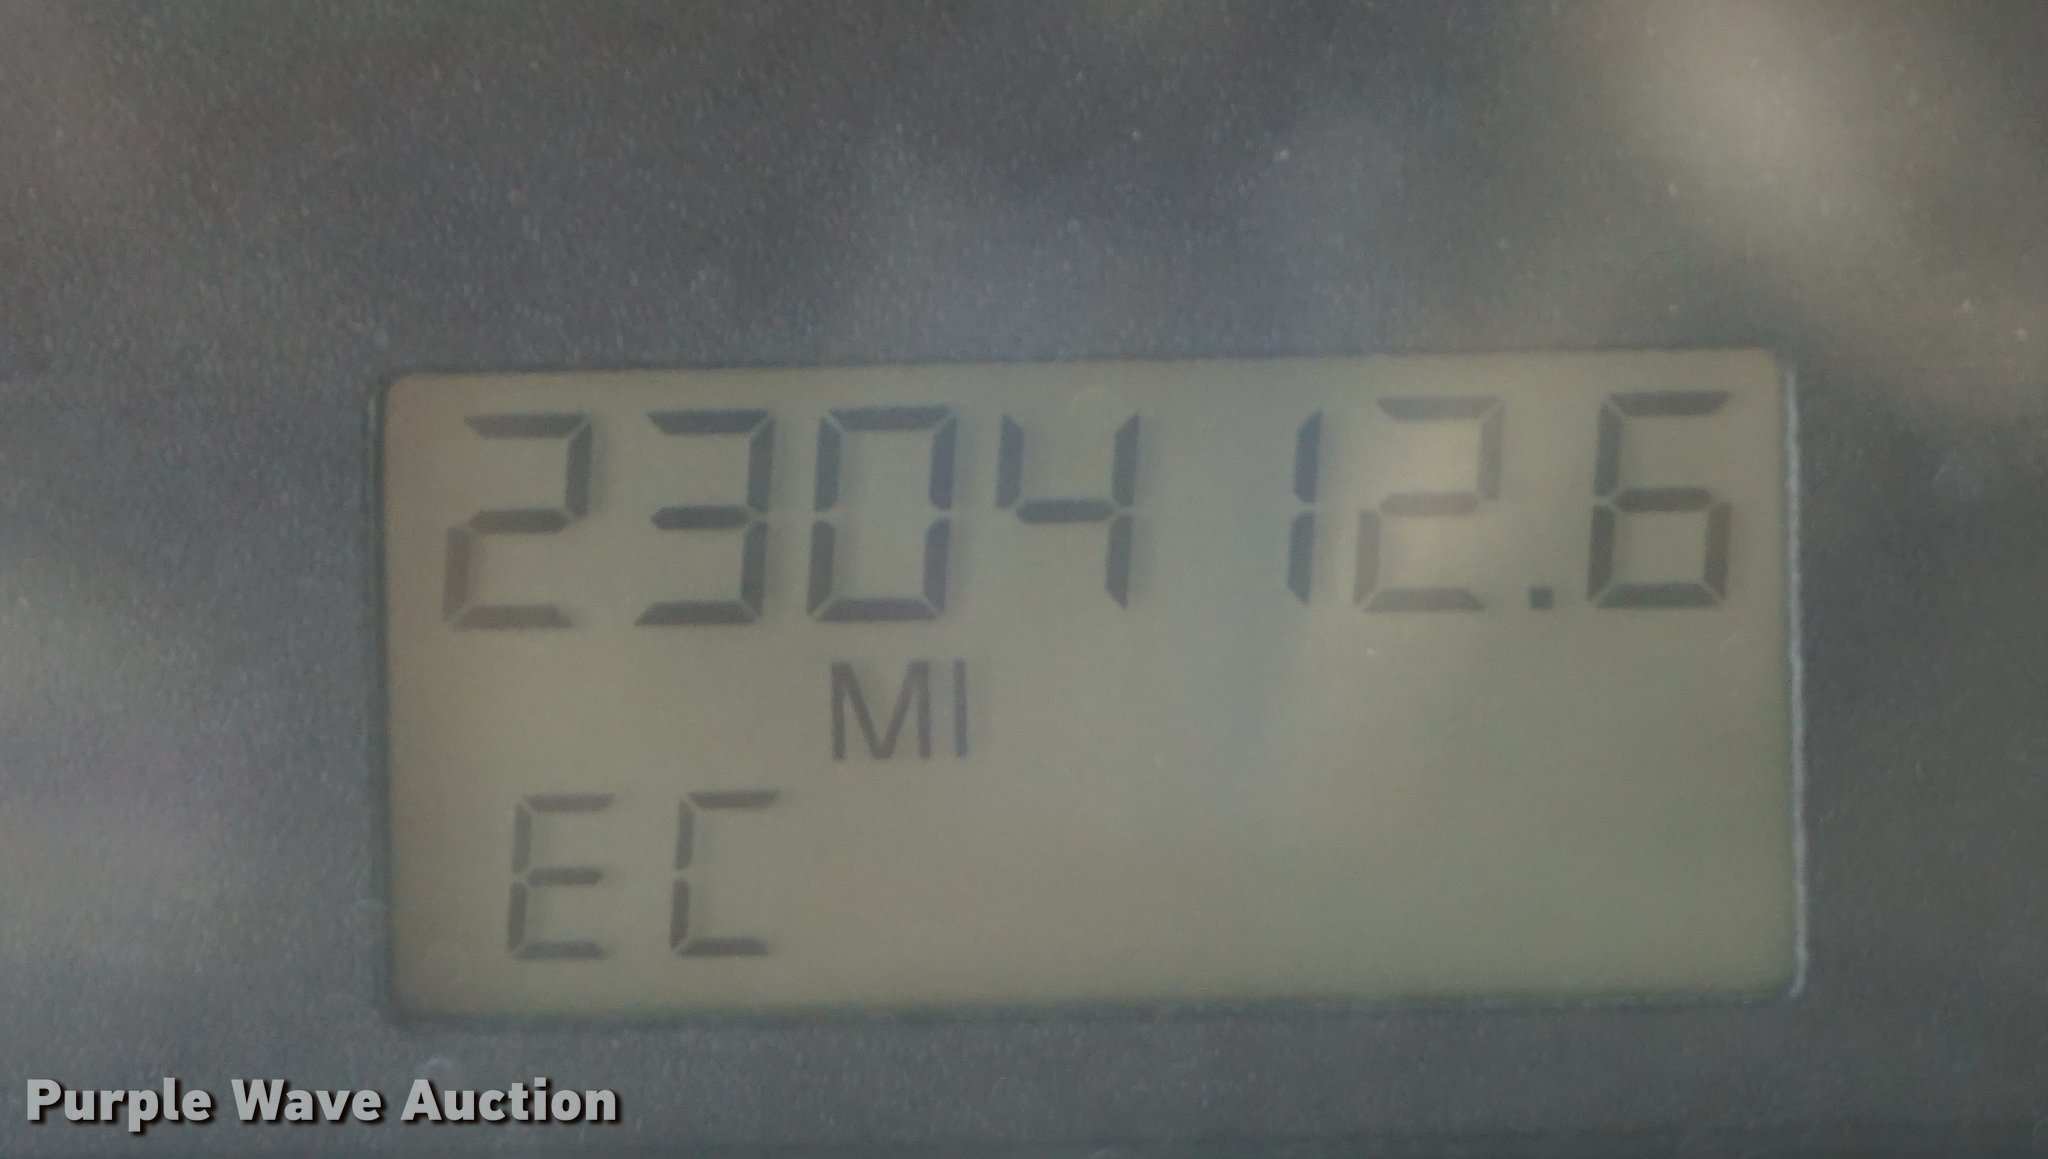 230412.6
MI
EC
Purple Wave Auction